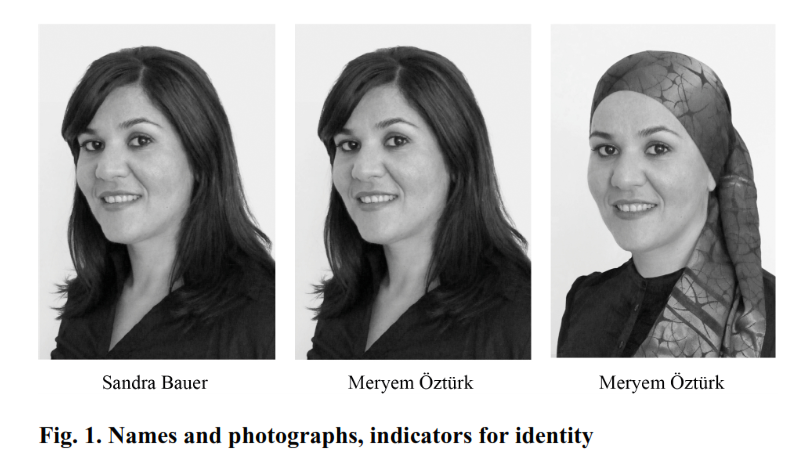 Sandra Bauer
Meryem Öztürk
Meryem Öztürk
Fig. 1. Names and photographs, indicators for identity